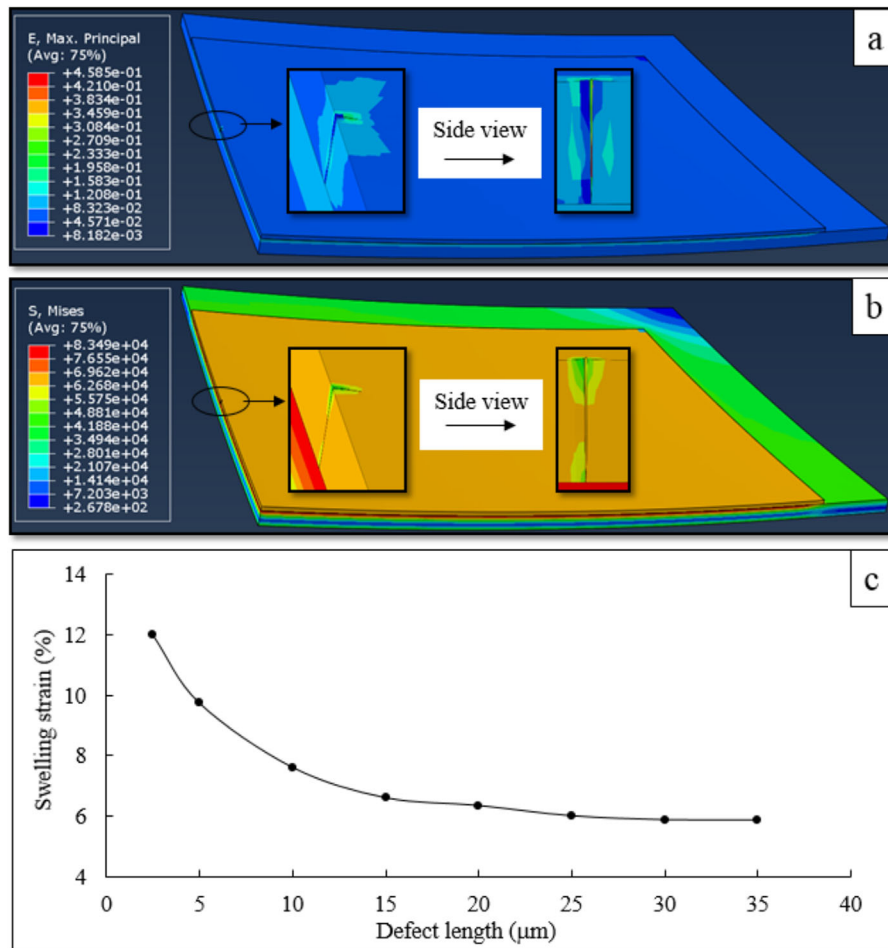 a
E, Max. Principal
(Avg: 75%)
+4.585e-01
+4.210e-01
+3.834e-01
+3.459e-01
+3.084e-01
+2.709e-01
+2.333e-01
+1.958e-01
+1.583e-01
+1.208e-01
+8.323e-02
+4.571e-02
+8.182e-03
Side view
b
S, Mises
(Avg: 75%)
+8.349e+04
+7.655e+04
+6.962e+04
+6.268e+04
+5.575e+04
+4.881e+04
+4.188e+04
+3.494e+04
+2.801e+04
+2.107e+04
+1.414e+04
+7.203e+03
+2.678e+02
Side view
c
14
12
10
8
6
4
Swelling strain (%)
0 5 10 15 20 25 30 35 40
Defect length (μm)